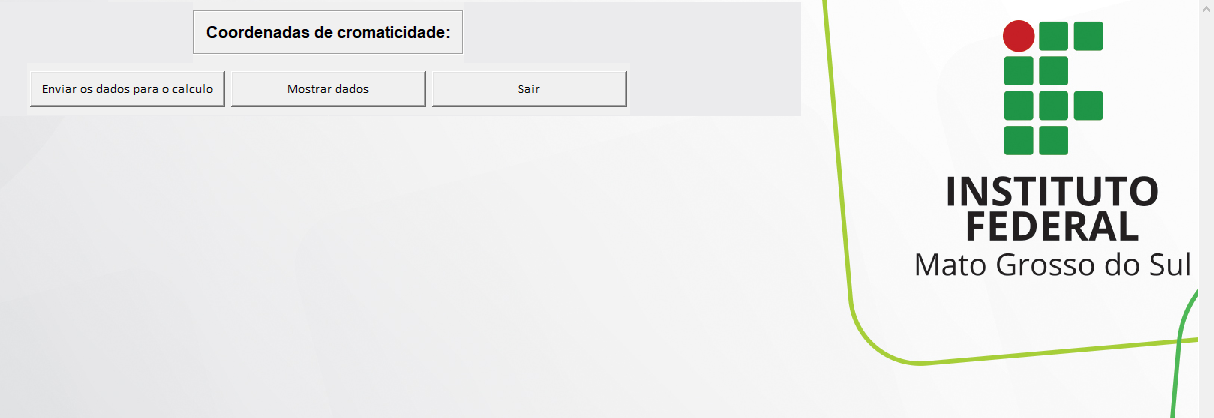 Coordenadas de cromaticidade:
Enviar os dados para o calculo
Mostrar dados
Sair
INSTITUTO
FEDERAL
Mato Grosso do Sul